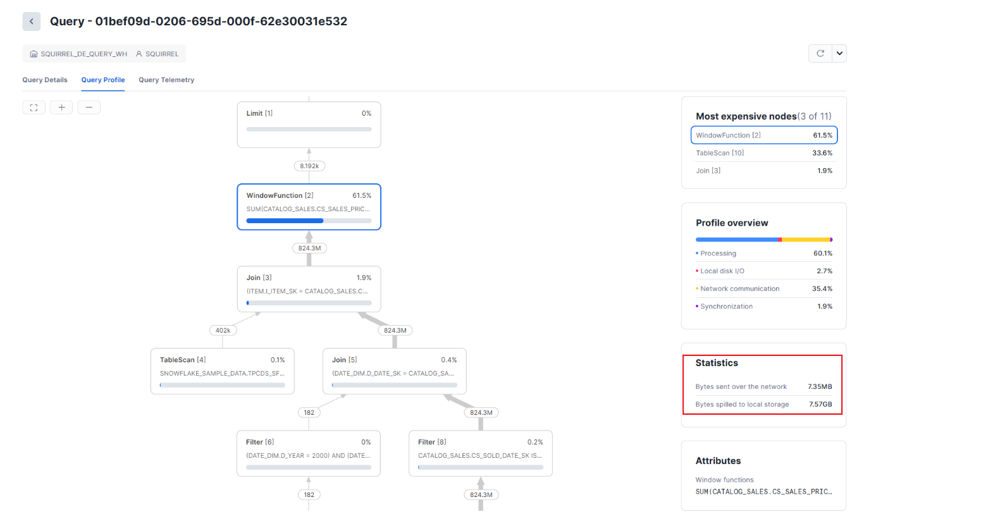 Query - 01bef09d-0206-695d-000f-62e30031e532
SQUIRREL_DE_QUERY_WH SQUIRREL
Query Details Query Profile Query Telemetry
Limit [1] 0%
8.192k
WindowFunction [2] 61.5%
SUM(CATALOG_SALES.CS_SALES_PRIC...
824.3M
Join [3] 1.9%
(ITEM.I_ITEM_SK = CATALOG_SALES.C...
402k
824.3M
TableScan [4] 0.1%
SNOWFLAKE_SAMPLE_DATA.TPCDS_SF...
Join [5] 0.4%
(DATE_DIM.D_DATE_SK = CATALOG_SA...
182
824.3M
Filter [6] 0%
(DATE_DIM.D_YEAR = 2000) AND (DATE...
Filter [8] 0.2%
CATALOG_SALES.CS_SOLD_DATE_SK IS...
182
824.3M
Most expensive nodes(3 of 11)
WindowFunction [2] 61.5%
TableScan [10] 33.6%
Join [3] 1.9%
Profile overview
Processing 60.1%
Local disk I/O 2.7%
Network communication 35.4%
Synchronization 1.9%
Statistics
Bytes sent over the network 7.35MB
Bytes spilled to local storage 7.57GB
Attributes
Window functions
SUM(CATALOG_SALES.CS_SALES_PRIC...